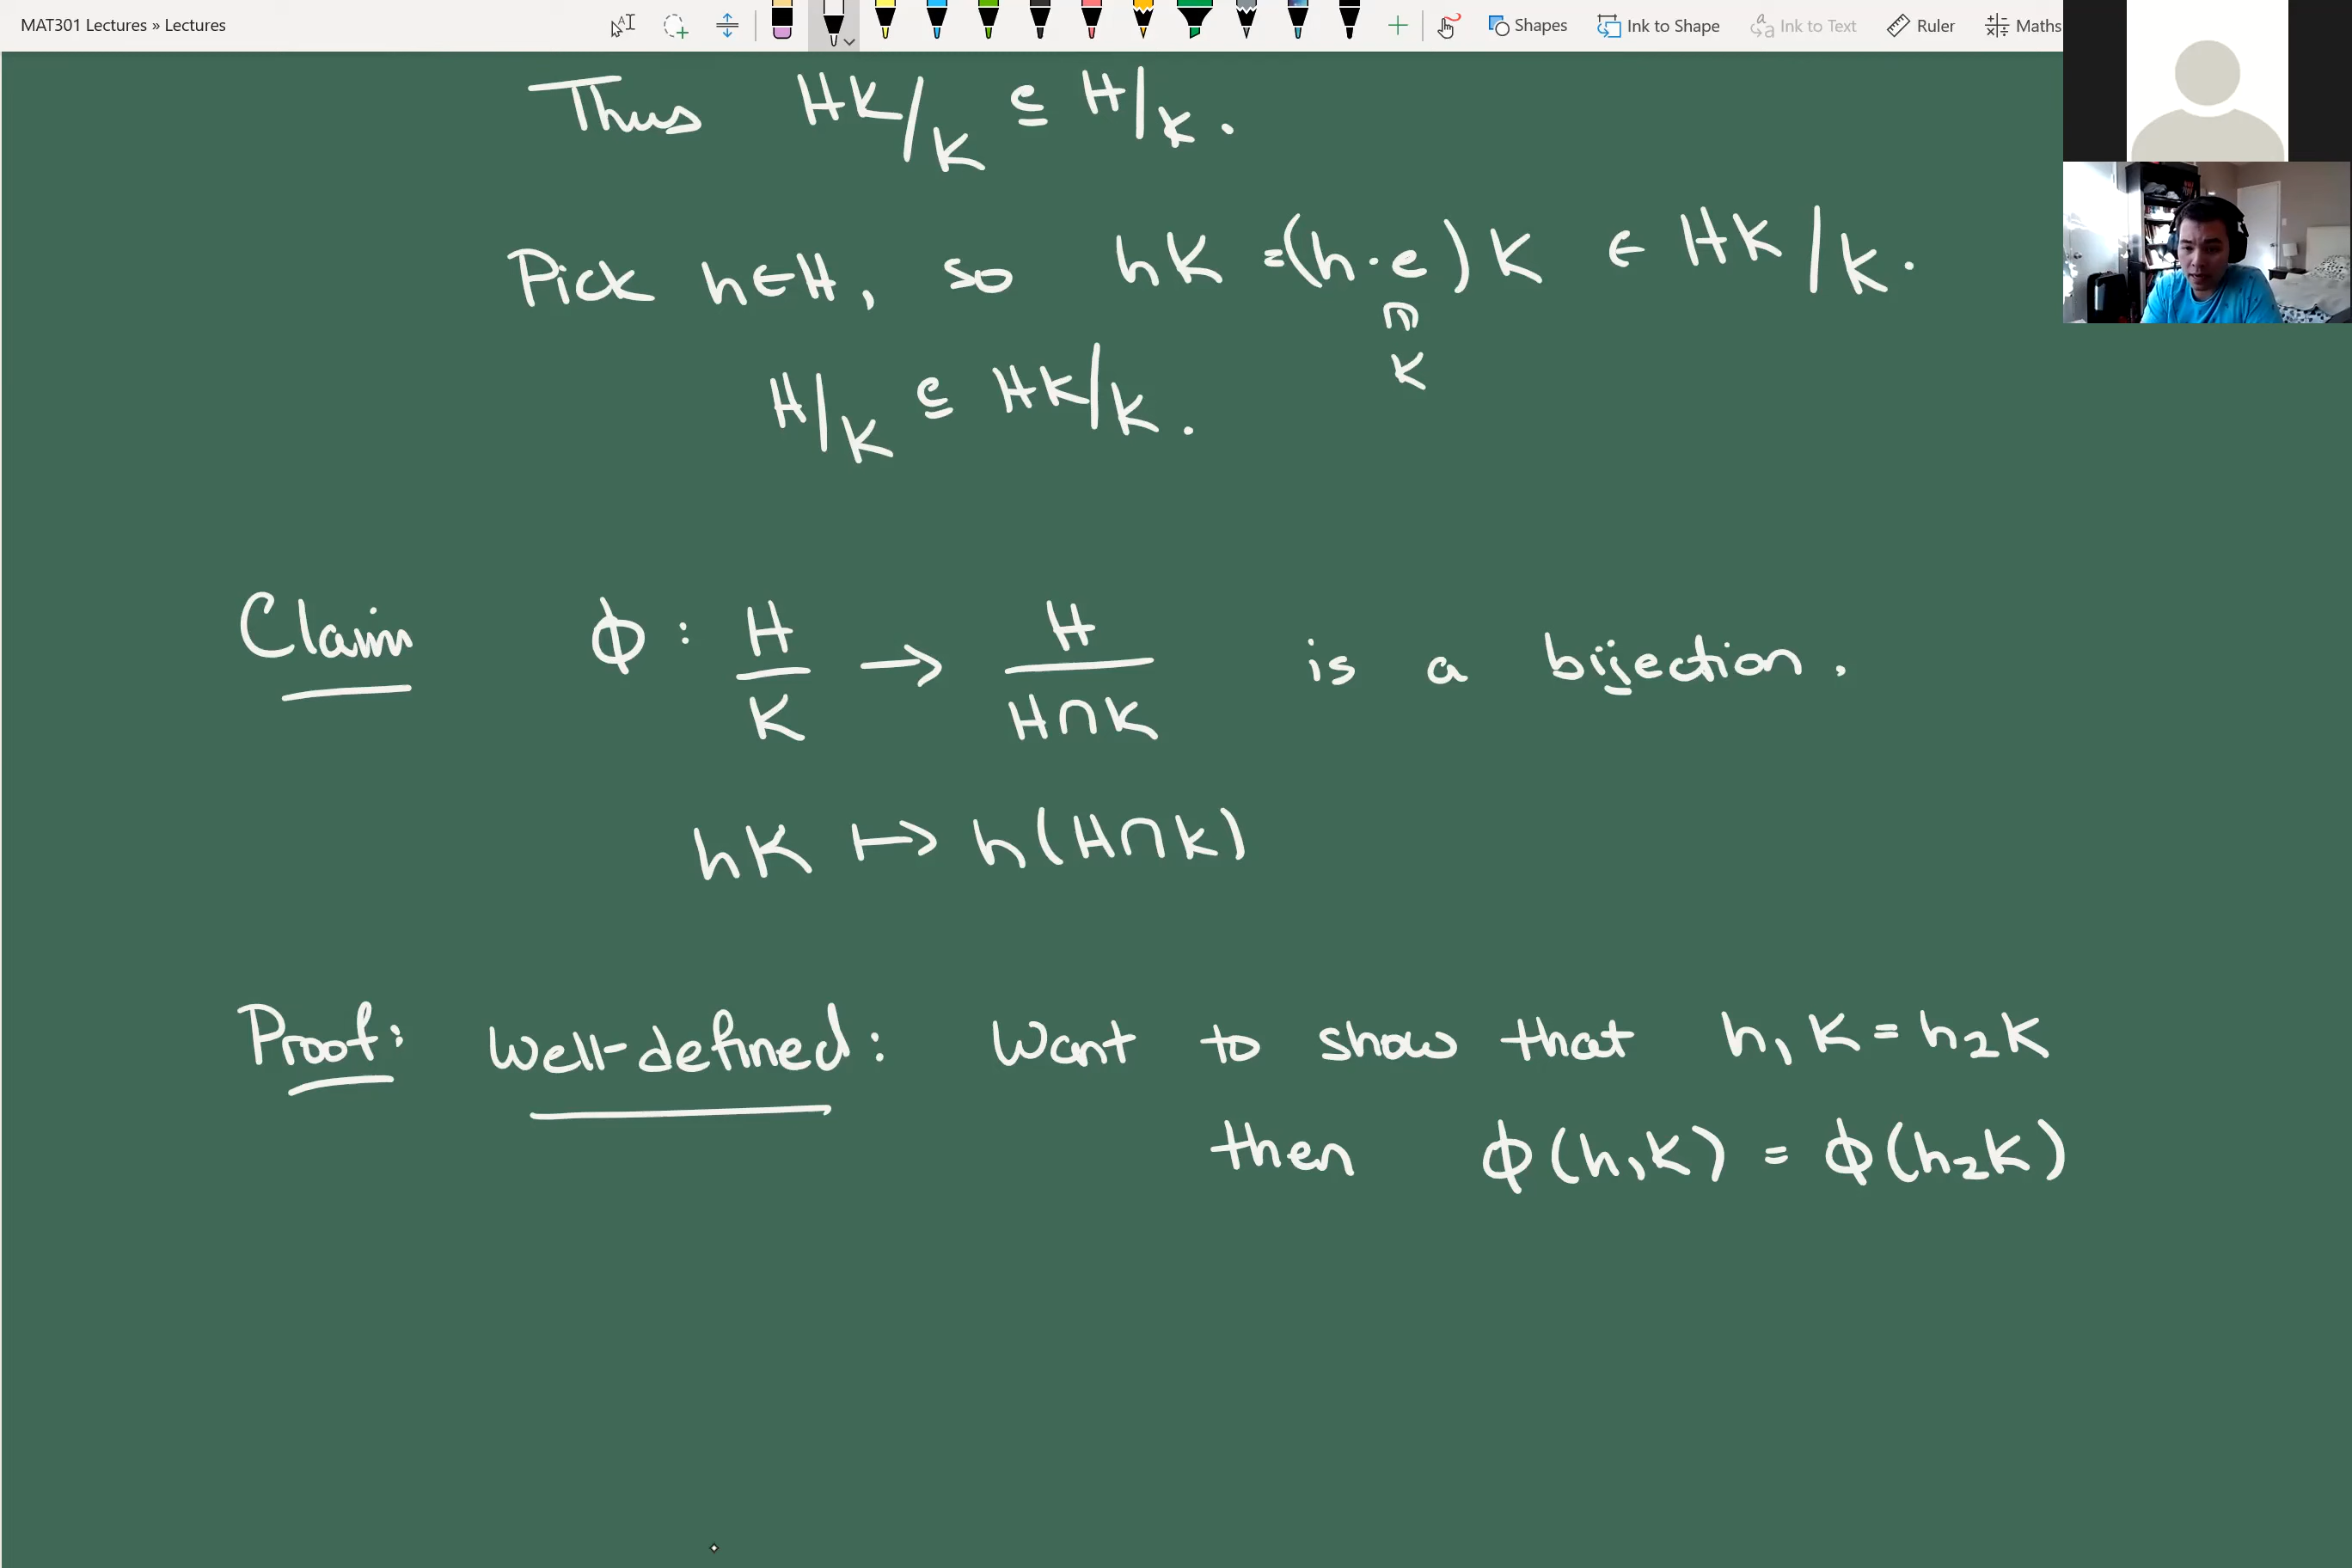 MAT301 Lectures » Lectures
Shapes Ink to Shape Ink to Text Ruler Maths
Thus HK/K ⊆ H/K.
Pick h∈H, so hK =(h·e)K ∈ HK/K.
∩
K
H/K ⊆ HK/K.
Claim ϕ: H/K → H/H∩K is a bijection.
hK ↦ h(H∩K)
Proof: Well-defined: Want to show that h₁K = h₂K
then ϕ(h₁K) = ϕ(h₂K)